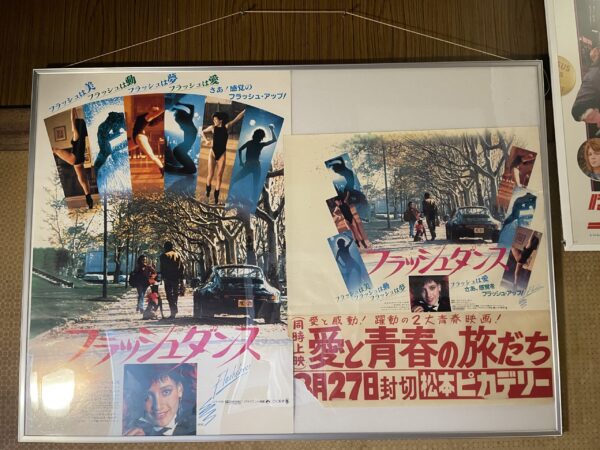 フラッシュは美
フラッシュは動
フラッシュは夢
フラッシュは愛
さあ!感覚の
フラッシュ・アップ!
フラッシュダンス
Flashdance
フラッシュダンス
フラッシュは美
フラッシュは動
フラッシュは夢
フラッシュは愛
さあ、感覚を
フラッシュ・アップ!
同時上映
愛と感動!躍動の2大青春映画!
愛と青春の旅だち
月27日封切
松本ピカデリー